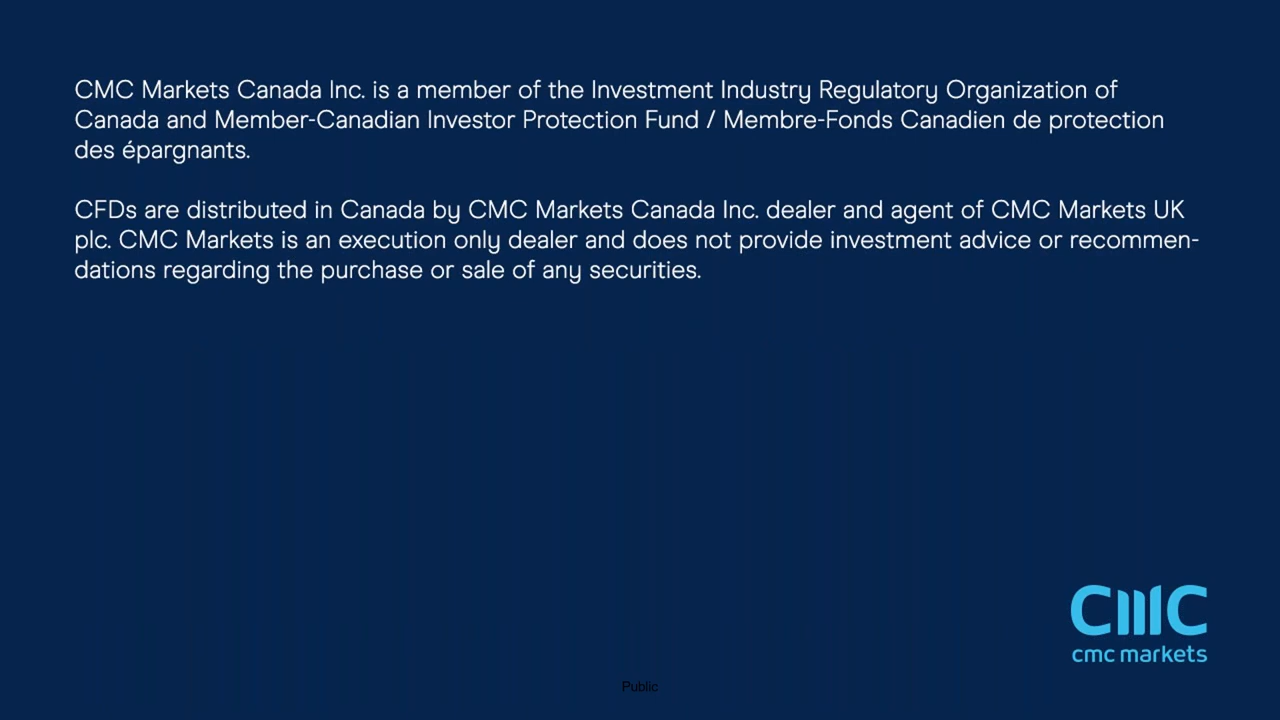 CMC Markets Canada Inc. is a member of the Investment Industry Regulatory Organization of
Canada and Member-Canadian Investor Protection Fund / Membre-Fonds Canadien de protection
des épargnants.
CFDs are distributed in Canada by CMC Markets Canada Inc. dealer and agent of CMC Markets UK
plc. CMC Markets is an execution only dealer and does not provide investment advice or recommen-
dations regarding the purchase or sale of any securities.
CMC
cmc markets
Public